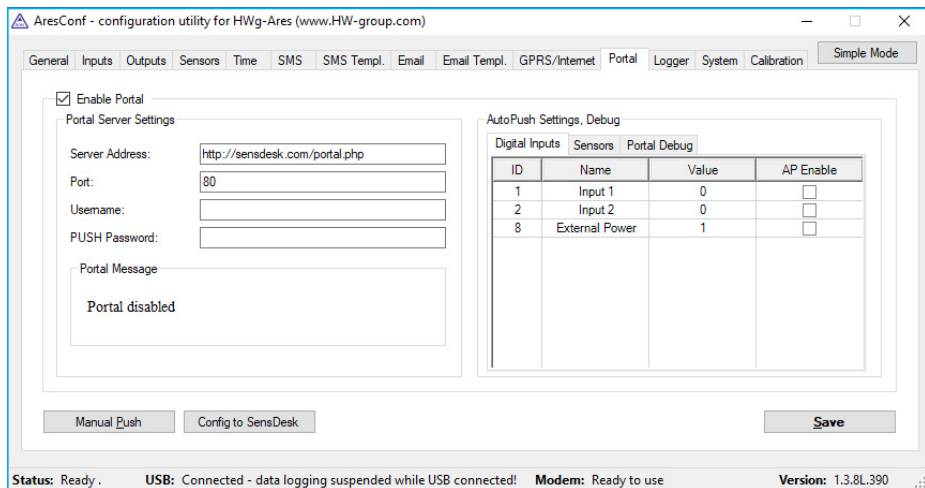 AresConf - configuration utility for HWg-Ares (www.HW-group.com)
General Inputs Outputs Sensors Time SMS SMS Templ. Email Email Templ. GPRS/Internet Portal Logger System Calibration Simple Mode
Enable Portal
Portal Server Settings
Server Address: http://sensdesk.com/portal.php
Port: 80
Username:
PUSH Password:
Portal Message
Portal disabled
AutoPush Settings, Debug
Digital Inputs Sensors Portal Debug
ID Name Value AP Enable
1 Input 1 0
2 Input 2 0
8 External Power 1
Manual Push Config to SensDesk Save
Status: Ready . USB: Connected - data logging suspended while USB connected! Modem: Ready to use Version: 1.3.8L.390